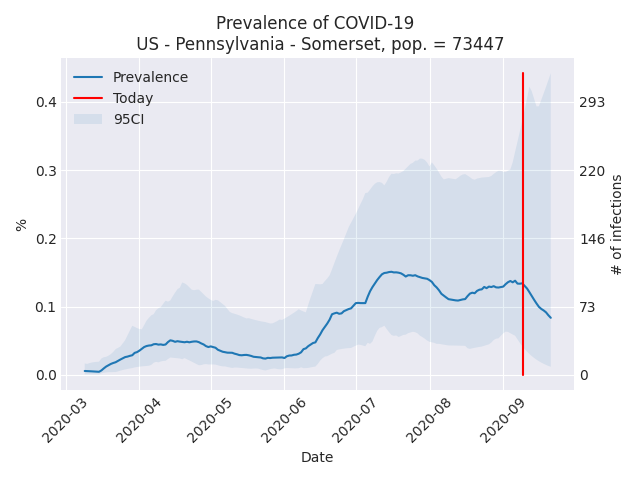 Prevalence of COVID-19
US - Pennsylvania - Somerset, pop. = 73447
Prevalence
Today
95CI
0.4
0.3
0.2
0.1
0.0
%
293
220
146
73
0
# of infections
2020-03
2020-04
2020-05
2020-06
2020-07
2020-08
2020-09
Date